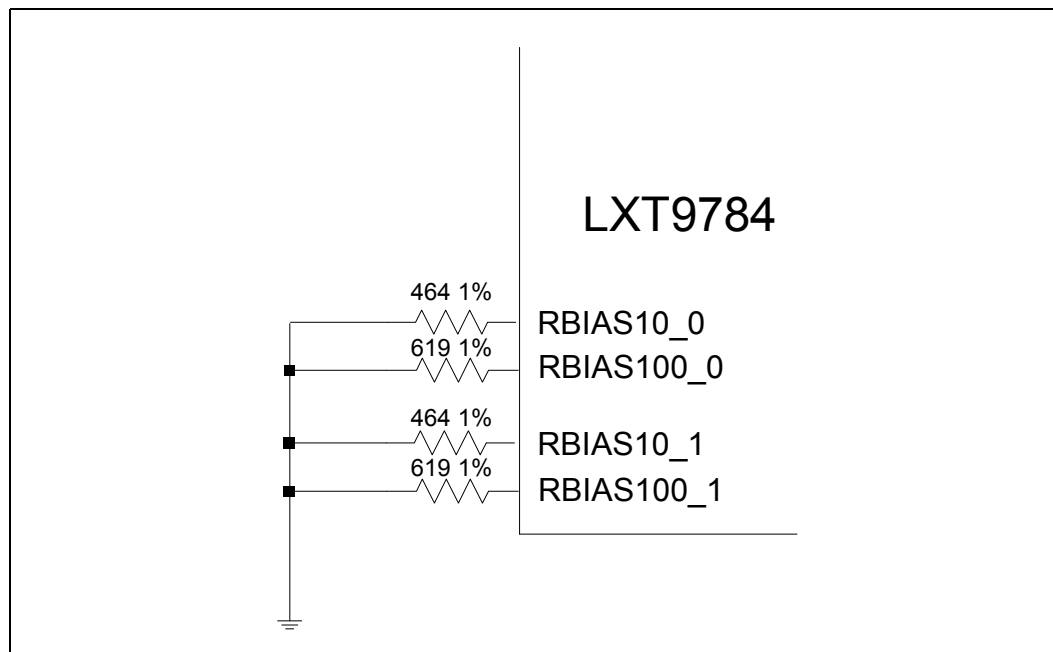 LXT9784
464 1%
RBIAS10_0
619 1%
RBIAS100_0
464 1%
RBIAS10_1
619 1%
RBIAS100_1